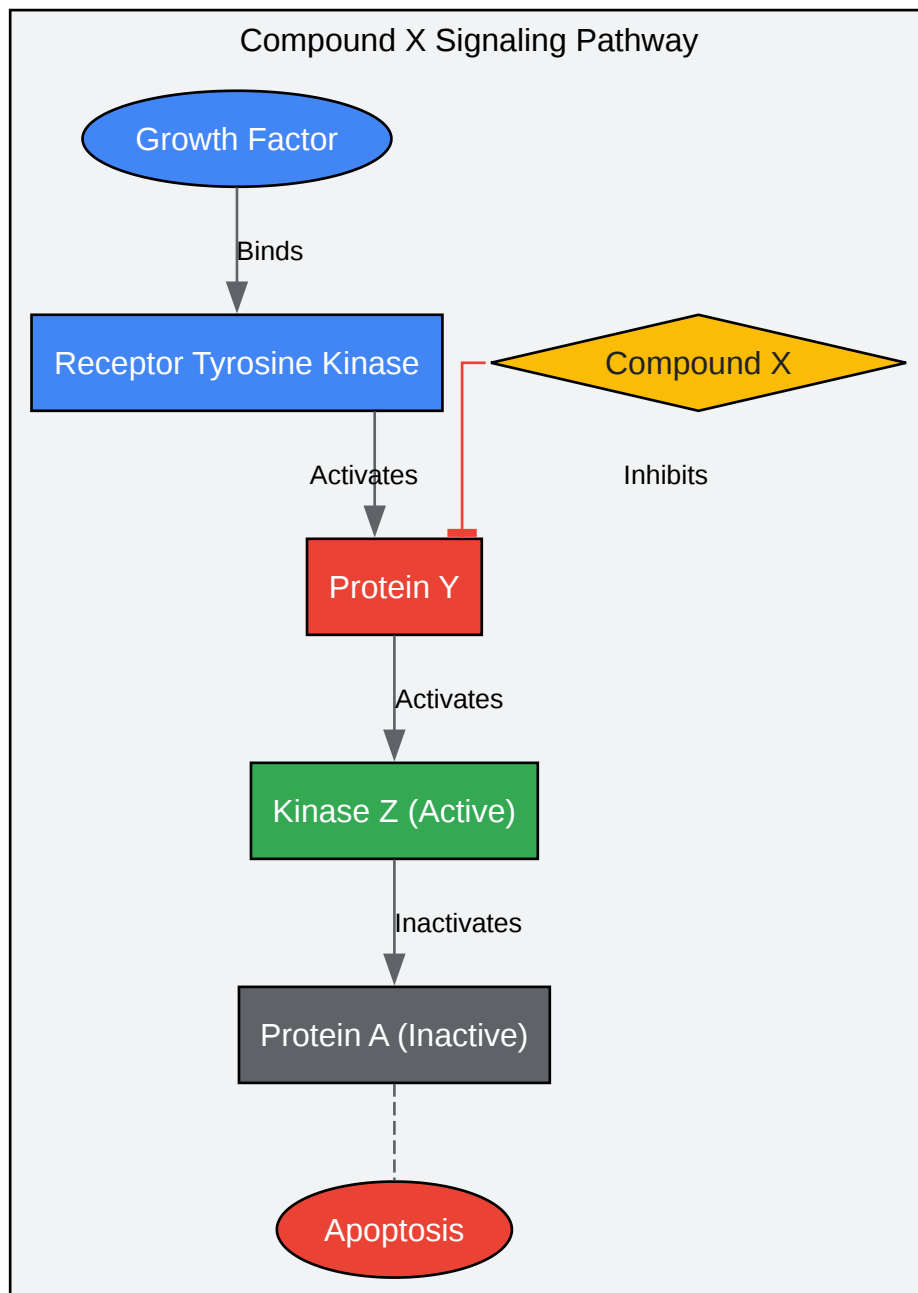 Compound X Signaling Pathway
Growth Factor
Binds
Receptor Tyrosine Kinase
Compound X
Activates
Inhibits
Protein Y
Activates
Kinase Z (Active)
Inactivates
Protein A (Inactive)
Apoptosis